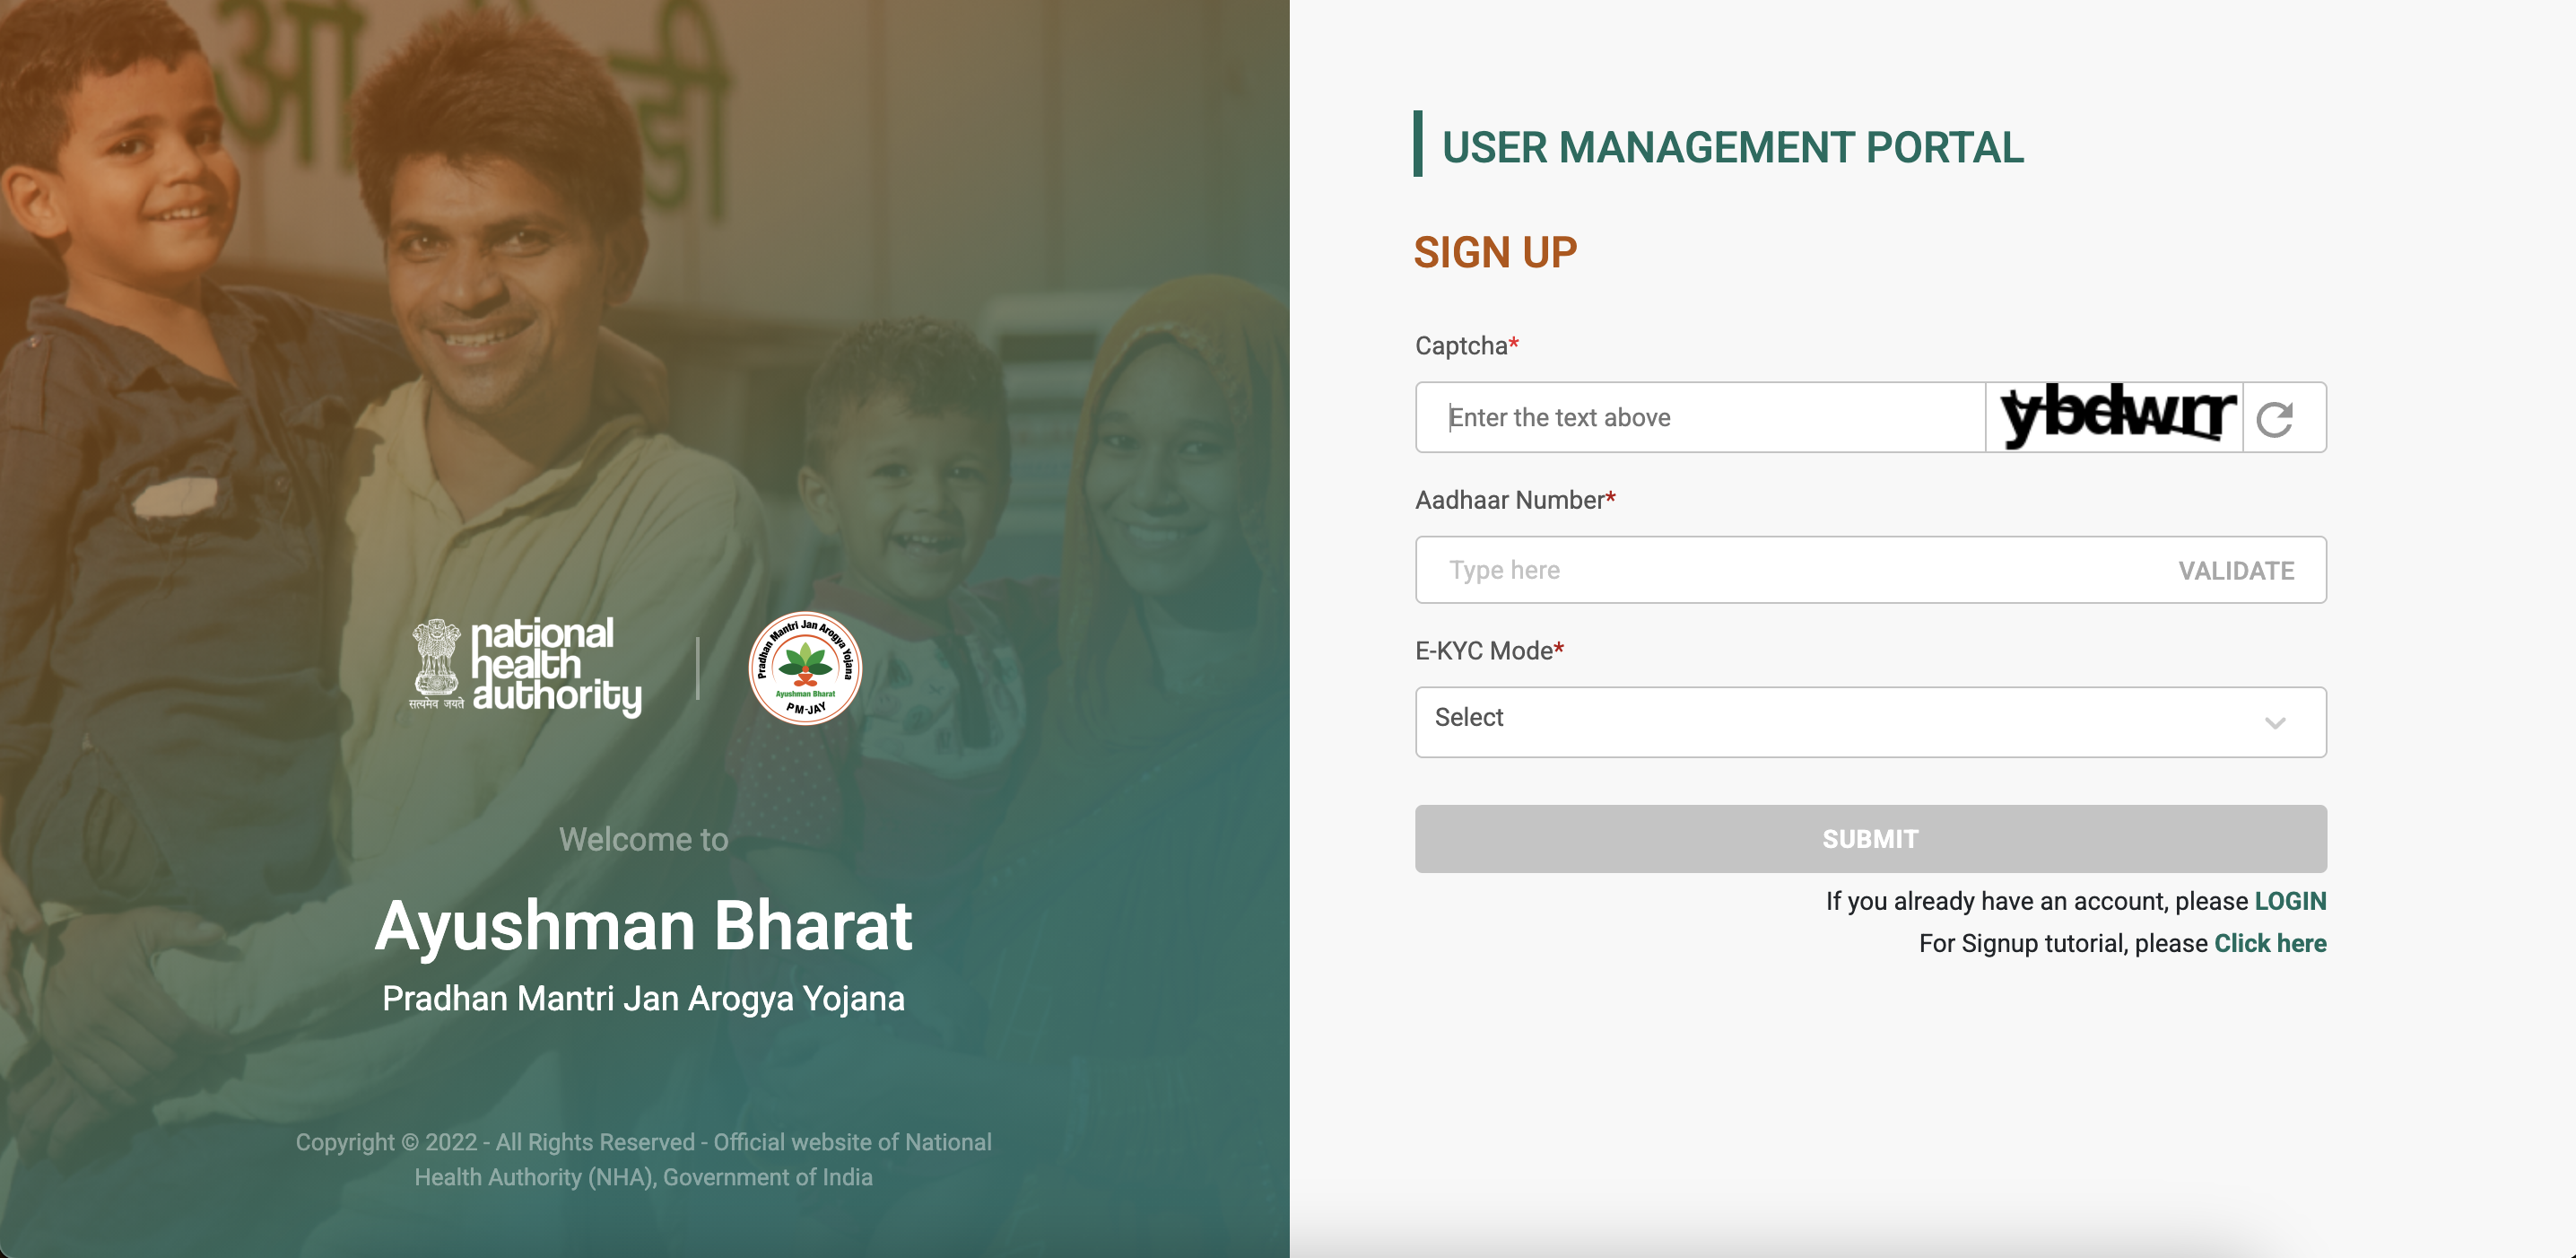 USER MANAGEMENT PORTAL
SIGN UP
Captcha*
Enter the text above
Aadhaar Number*
Type here
VALIDATE
E-KYC Mode*
Select
SUBMIT
If you already have an account, please LOGIN
For Signup tutorial, please Click here
national
health
authority
सत्यमेव जयते
Pradhan Mantri Jan Arogya Yojana
Ayushman Bharat
PM-JAY
Welcome to
Ayushman Bharat
Pradhan Mantri Jan Arogya Yojana
Copyright © 2022 - All Rights Reserved - Official website of National
Health Authority (NHA), Government of India